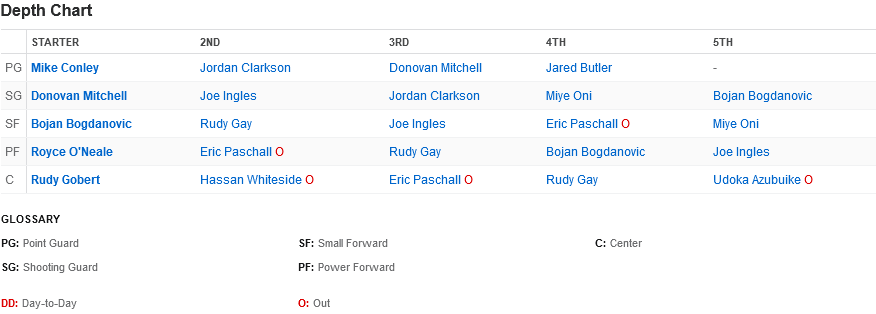 Depth Chart
STARTER 2ND 3RD 4TH 5TH
PG Mike Conley Jordan Clarkson Donovan Mitchell Jared Butler -
SG Donovan Mitchell Joe Ingles Jordan Clarkson Miye Oni Bojan Bogdanovic
SF Bojan Bogdanovic Rudy Gay Joe Ingles Eric Paschall O Miye Oni
PF Royce O'Neale Eric Paschall O Rudy Gay Bojan Bogdanovic Joe Ingles
C Rudy Gobert Hassan Whiteside O Eric Paschall O Rudy Gay Udoka Azubuike O
GLOSSARY
PG: Point Guard SF: Small Forward C: Center
SG: Shooting Guard PF: Power Forward
DD: Day-to-Day O: Out